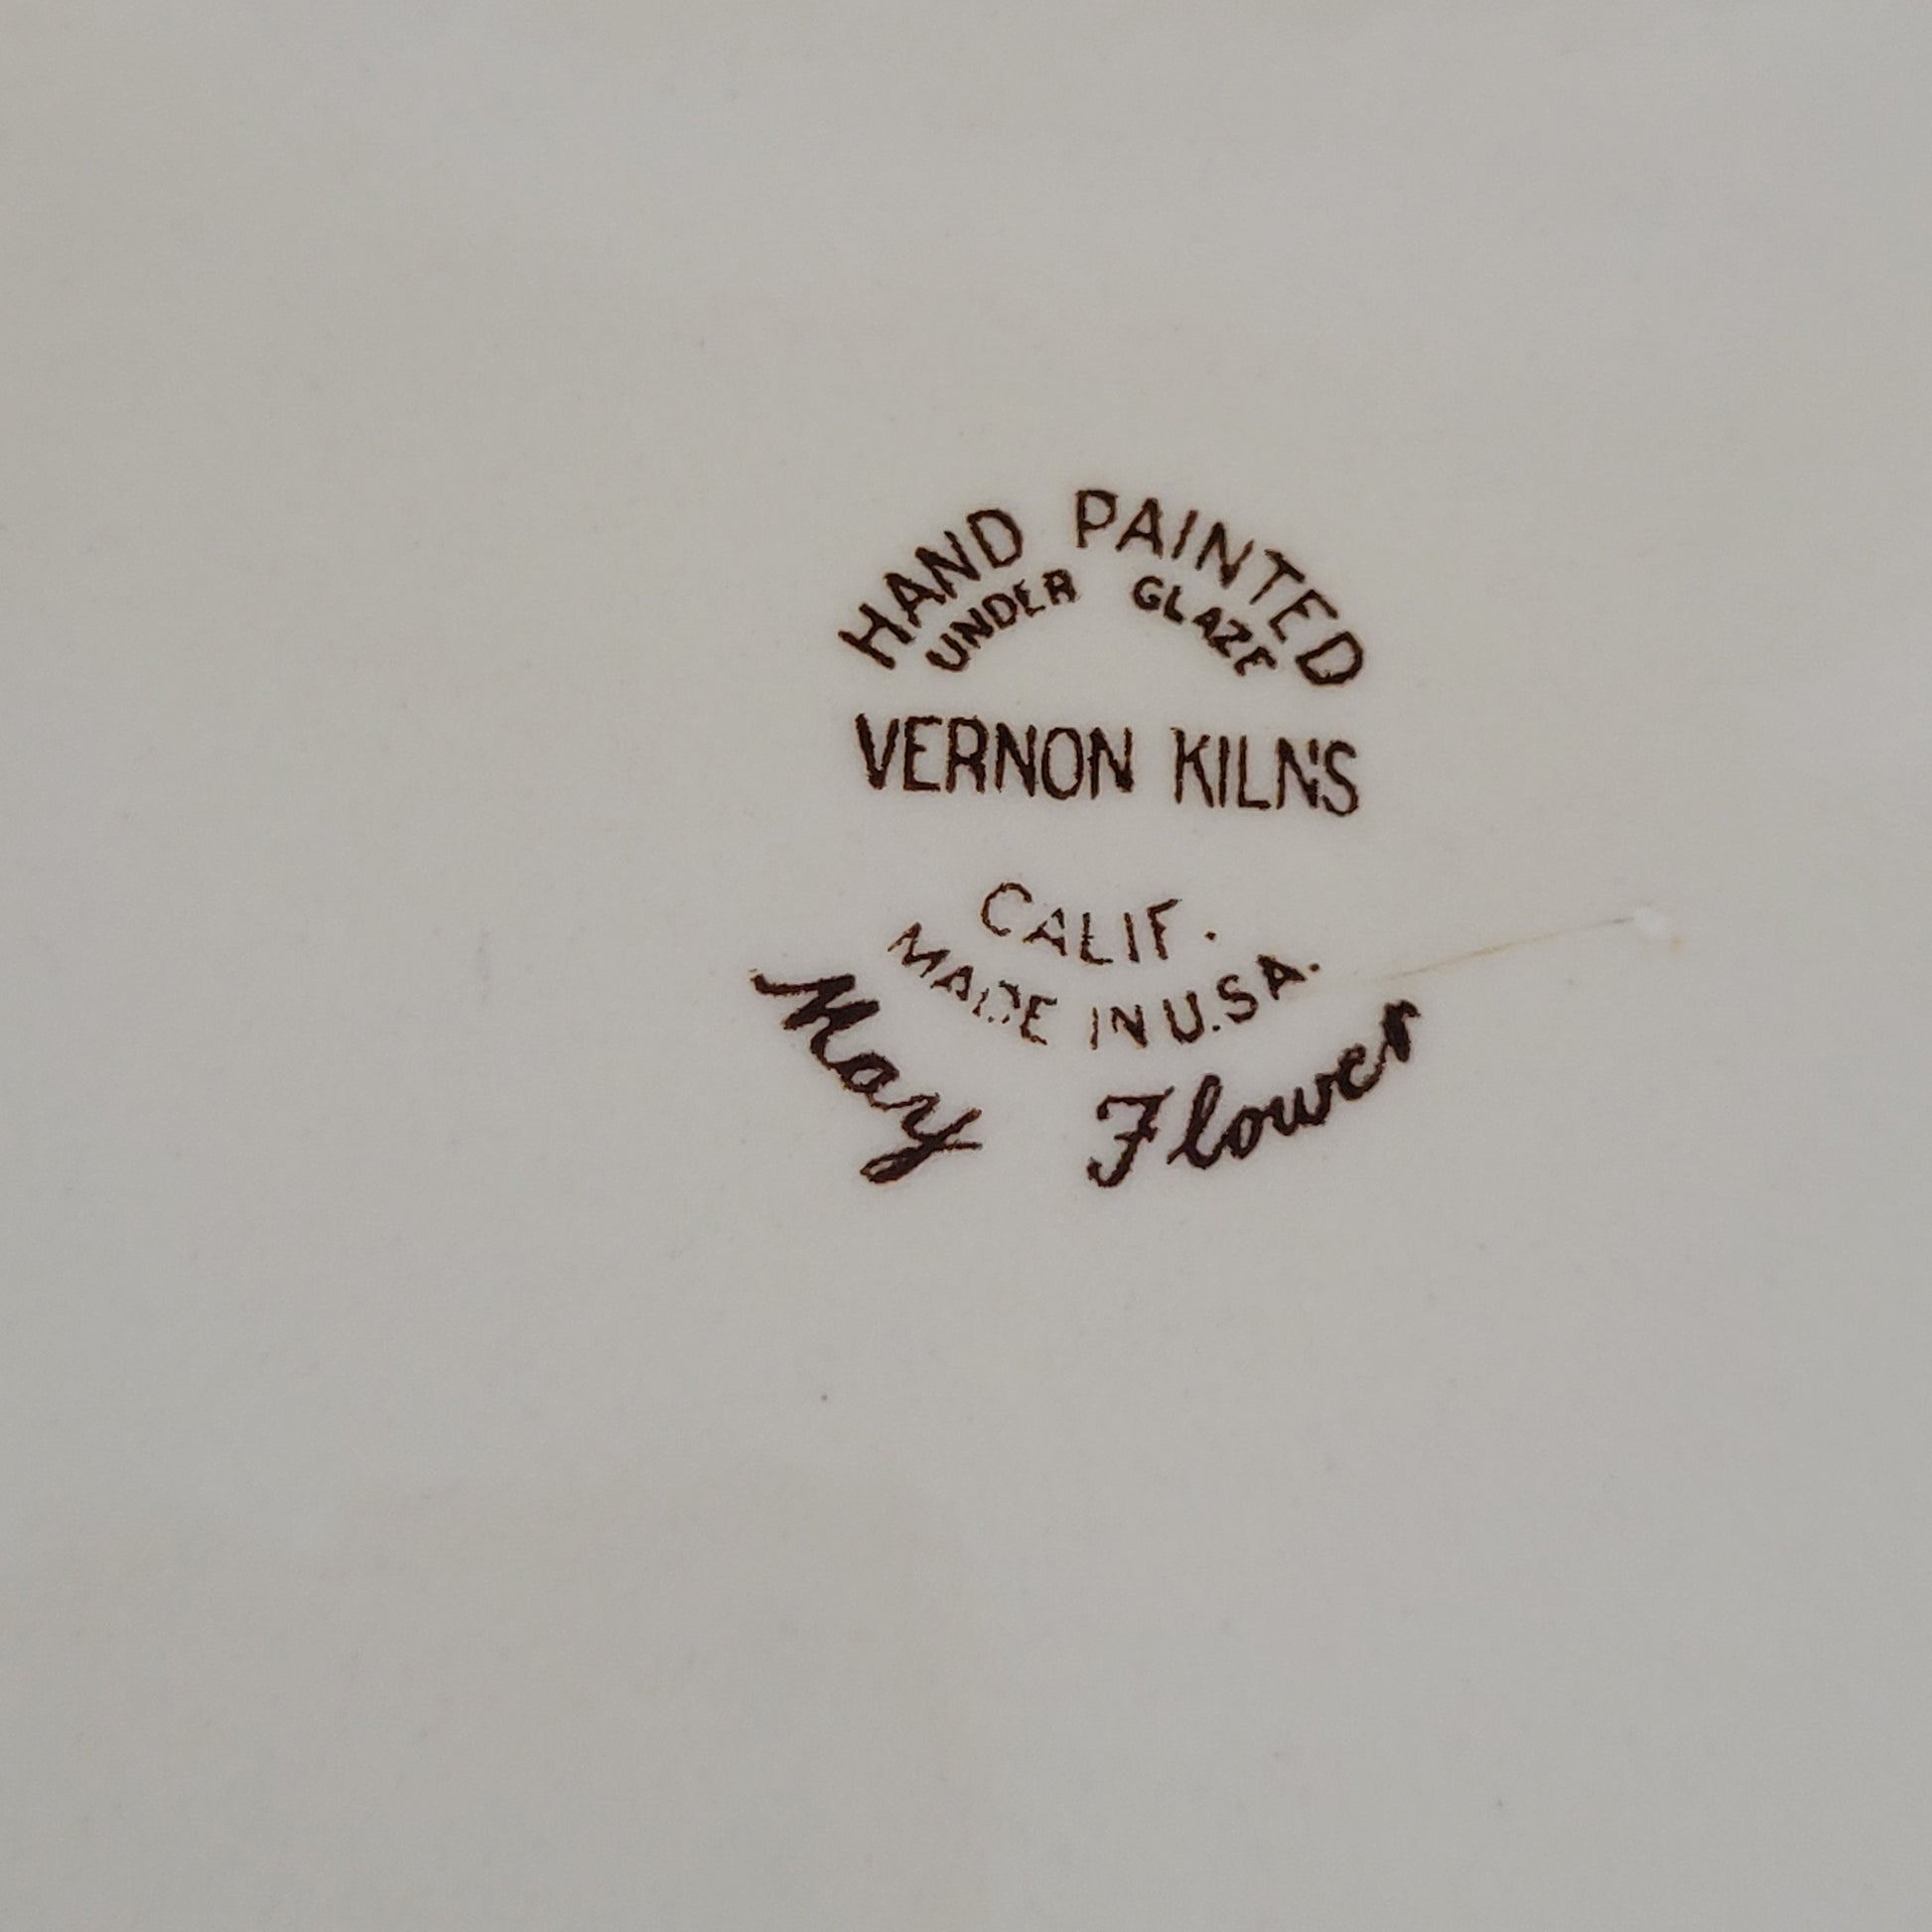 HAND PAINTED
UNDER GLAZE
VERNON KILNS
CALIF.
MADE IN U.S.A.
May Flower